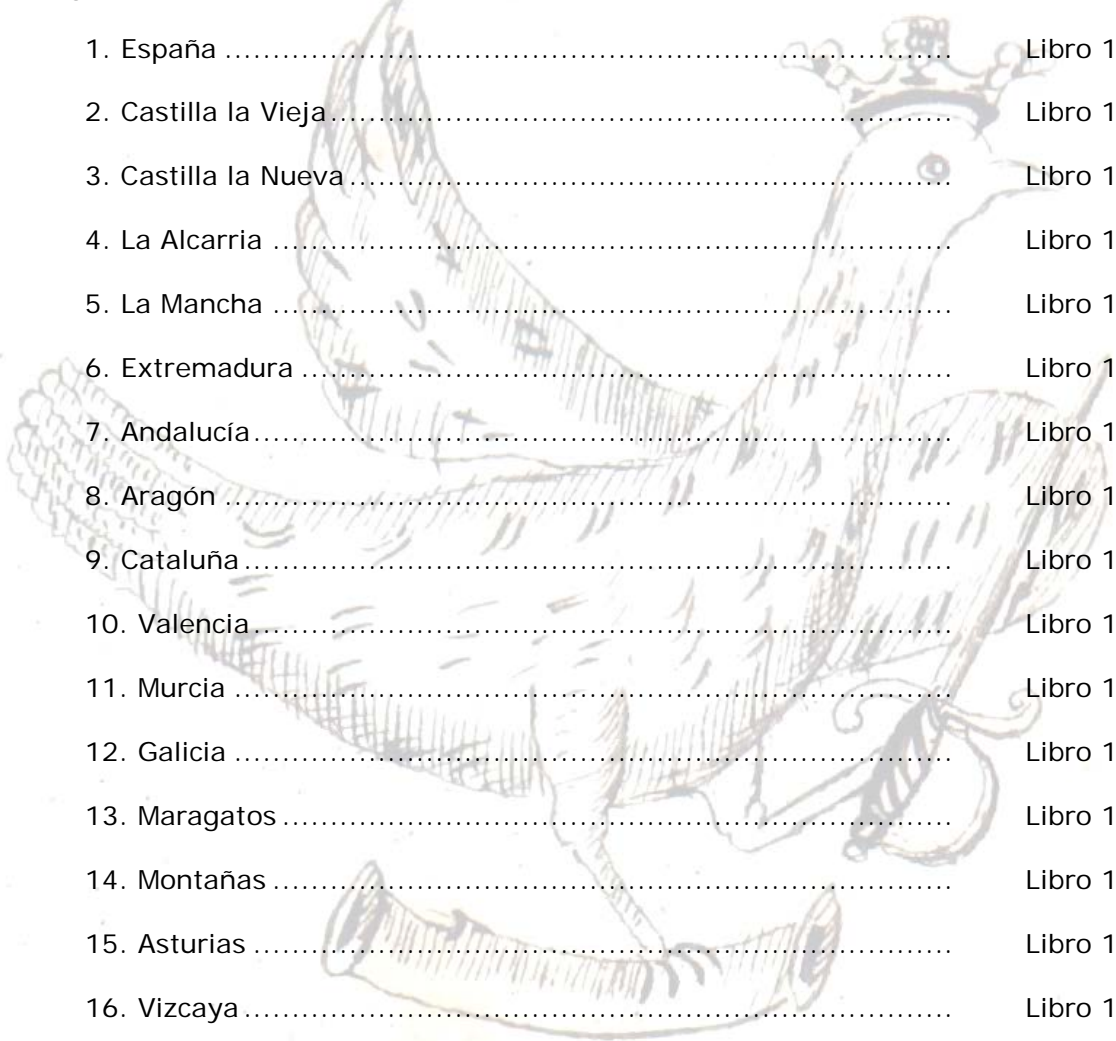 1. España ........................................................................... Libro 1
2. Castilla la Vieja ................................................................. Libro 1
3. Castilla la Nueva ............................................................... Libro 1
4. La Alcarria ....................................................................... Libro 1
5. La Mancha ....................................................................... Libro 1
6. Extremadura .................................................................... Libro 1
7. Andalucía ......................................................................... Libro 1
8. Aragón ............................................................................ Libro 1
9. Cataluña .......................................................................... Libro 1
10. Valencia ......................................................................... Libro 1
11. Murcia ........................................................................... Libro 1
12. Galicia ........................................................................... Libro 1
13. Maragatos ...................................................................... Libro 1
14. Montañas ....................................................................... Libro 1
15. Asturias ......................................................................... Libro 1
16. Vizcaya .......................................................................... Libro 1